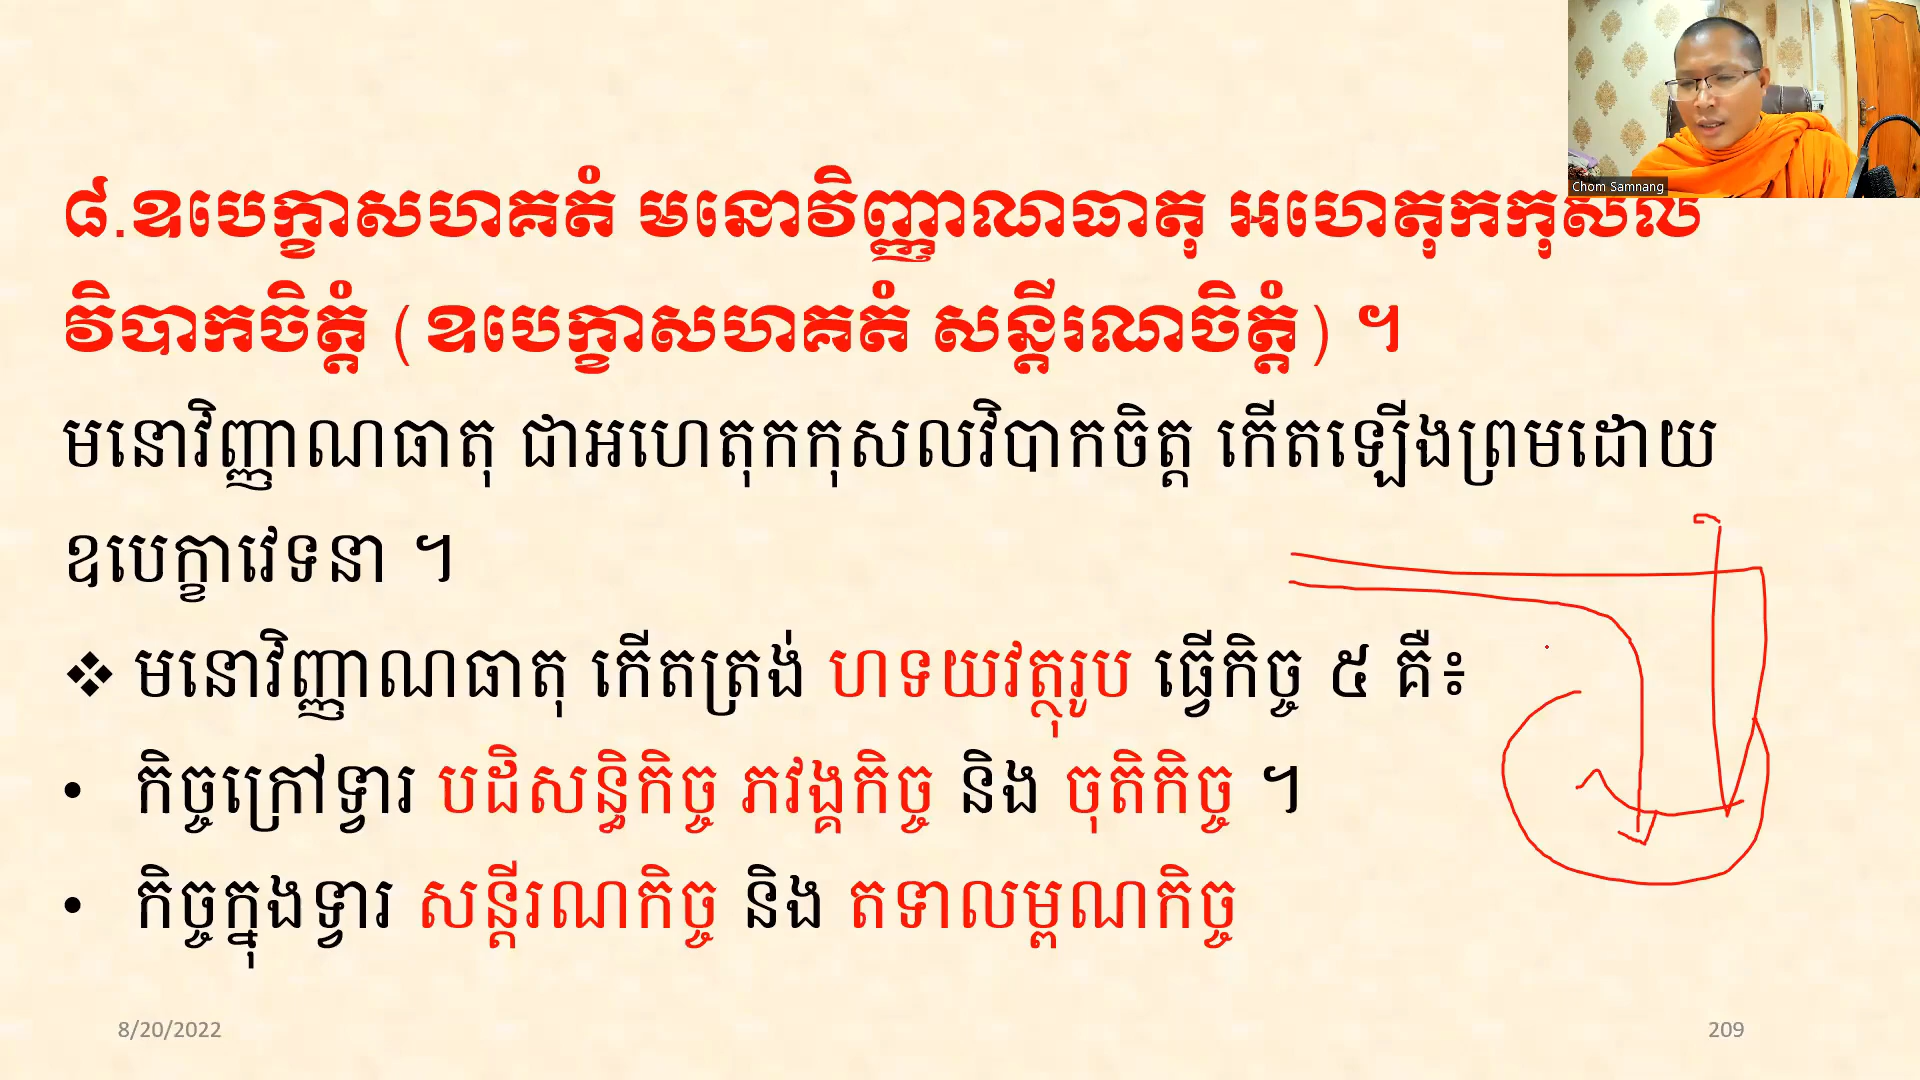 Chom Samnang
៨.ឧបេក្ខាសហគតំ មនោវិញ្ញាណធាតុ អហេតុកកុសល
វិបាកចិត្តំ (ឧបេក្ខាសហគតំ សន្តីរណចិត្តំ) ។
មនោវិញ្ញាណធាតុ ជាអហេតុកកុសលវិបាកចិត្ត កើតឡើងព្រមដោយ
ឧបេក្ខាវេទនា ។
❖ មនោវិញ្ញាណធាតុ កើតត្រង់ ហទយវត្ថុរូប ធ្វើកិច្ច ៥ គឺ៖
• កិច្ចក្រៅទ្វារ បដិសន្ធិកិច្ច ភវង្គកិច្ច និង ចុតិកិច្ច ។
• កិច្ចក្នុងទ្វារ សន្តីរណកិច្ច និង តទាលម្ពណកិច្ច
8/20/2022
209